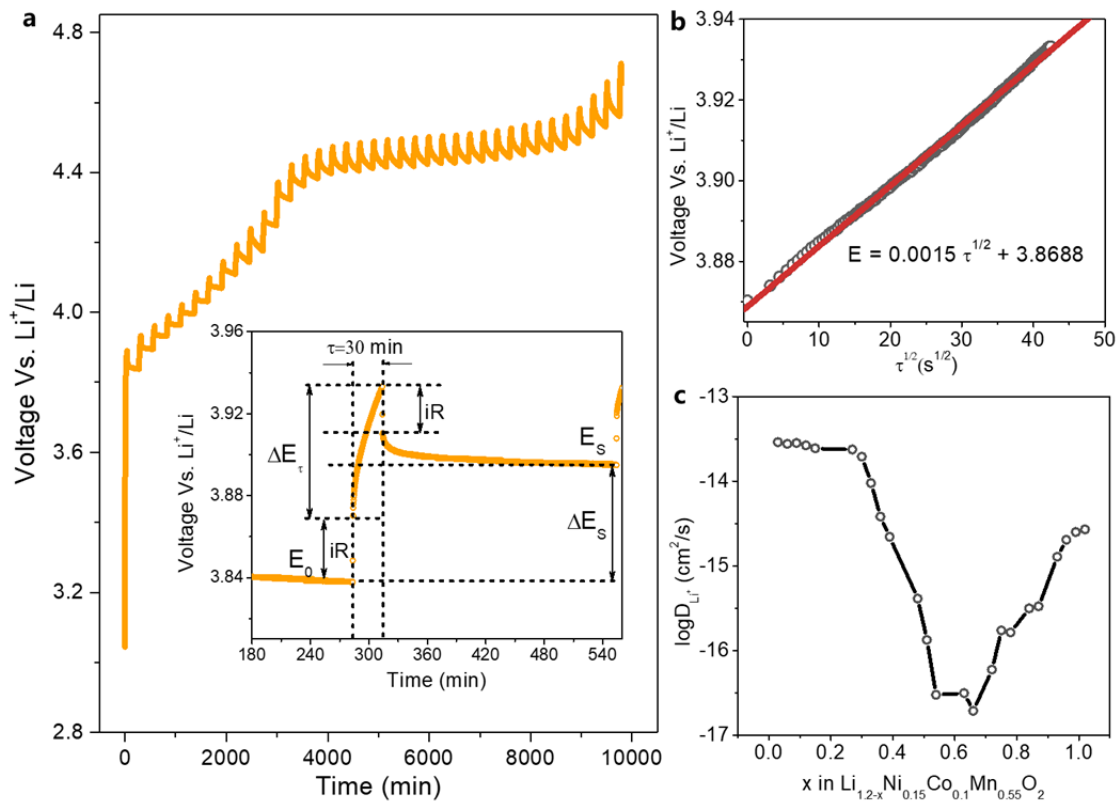 a
4.8
4.4
4.0
3.6
3.2
2.8
Voltage Vs. Li⁺/Li
0
2000
4000
6000
8000
10000
Time (min)
3.96
3.92
3.88
3.84
Voltage Vs. Li⁺/Li
τ=30 min
iR
ΔEτ
E₀
iR
Eₛ
ΔEₛ
180
240
300
360
420
480
540
Time (min)
b
3.94
3.92
3.90
3.88
Voltage Vs. Li⁺/Li
E = 0.0015 τ^1/2 + 3.8688
0
10
20
30
40
50
τ^1/2(s^1/2)
c
-13
-14
-15
-16
-17
logD_Li⁺ (cm²/s)
0.0
0.2
0.4
0.6
0.8
1.0
x in Li₁.₂₋ₓNi₀.₁₅Co₀.₁Mn₀.₅₅O₂